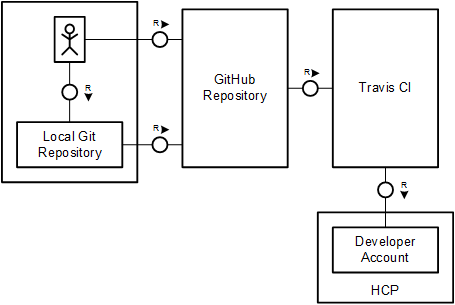 R
R
R
GitHub
Repository
Travis CI
Local Git
Repository
R
R
Developer
Account
HCP